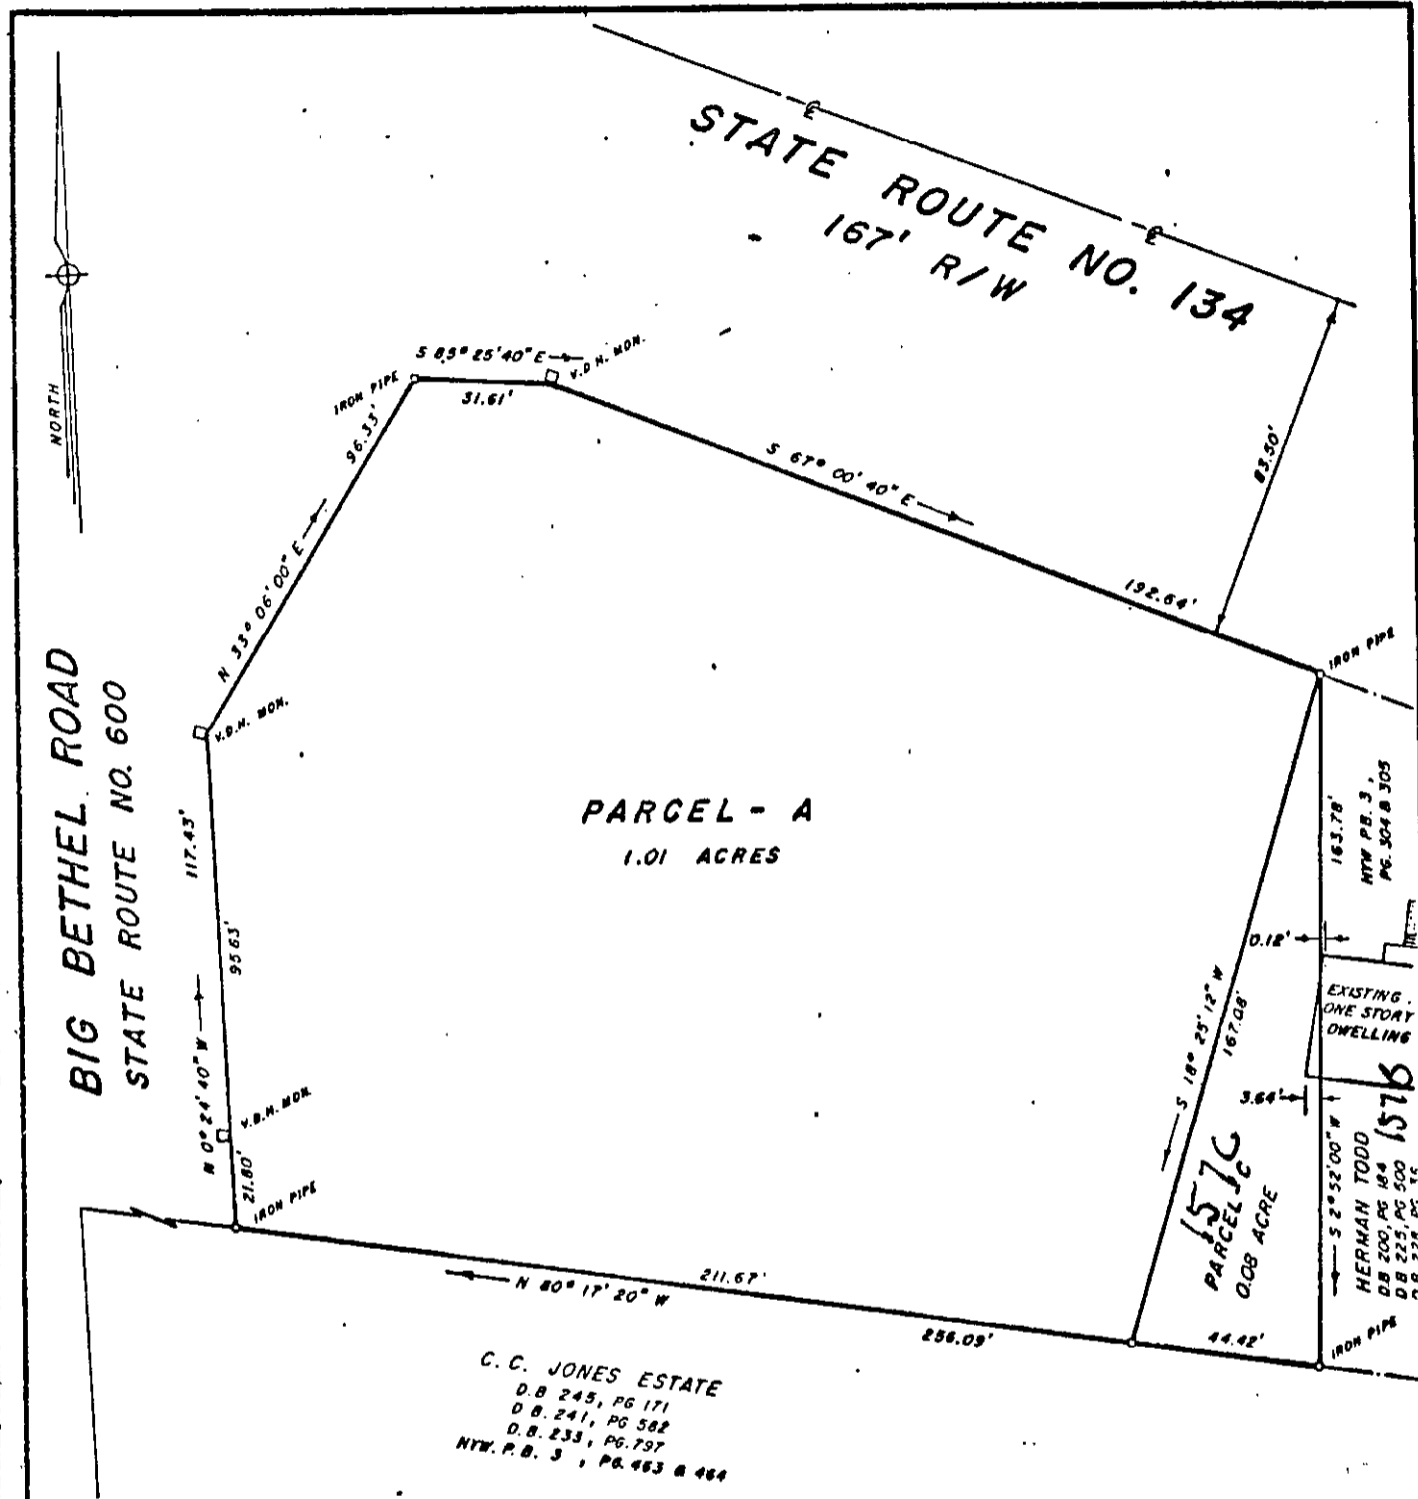 STATE ROUTE NO. 134
167' R/W
NORTH
S 85° 25' 40" E
V.D.H. MON.
IRON PIPE
31.61'
96.33'
N 33° 06' 00" E
S 67° 00' 40" E
83.50'
192.64'
IRON PIPE
BIG BETHEL ROAD
STATE ROUTE NO. 600
V.D.H. MON.
117.43'
95.63'
N 0° 24' 40" W
V.D.H. MON.
21.80'
IRON PIPE
PARCEL - A
1.01 ACRES
163.78'
NYW PB. 3,
PG. 304 & 305
0.12'
EXISTING
ONE STORY
DWELLING
S 18° 25' 12" W
167.08'
3.64'
157C
PARCEL C
0.08 ACRE
157B
S 2° 52' 00" W
HERMAN TODD
DB 200, PG 184
DB 225, PG 500
211.67'
N 80° 17' 20" W
256.09'
44.42'
IRON PIPE
C. C. JONES ESTATE
D.B 245, PG 171
D.B. 241, PG 582
D.B. 233, PG. 797
NYW. P.B. 3 , PG. 463 & 464